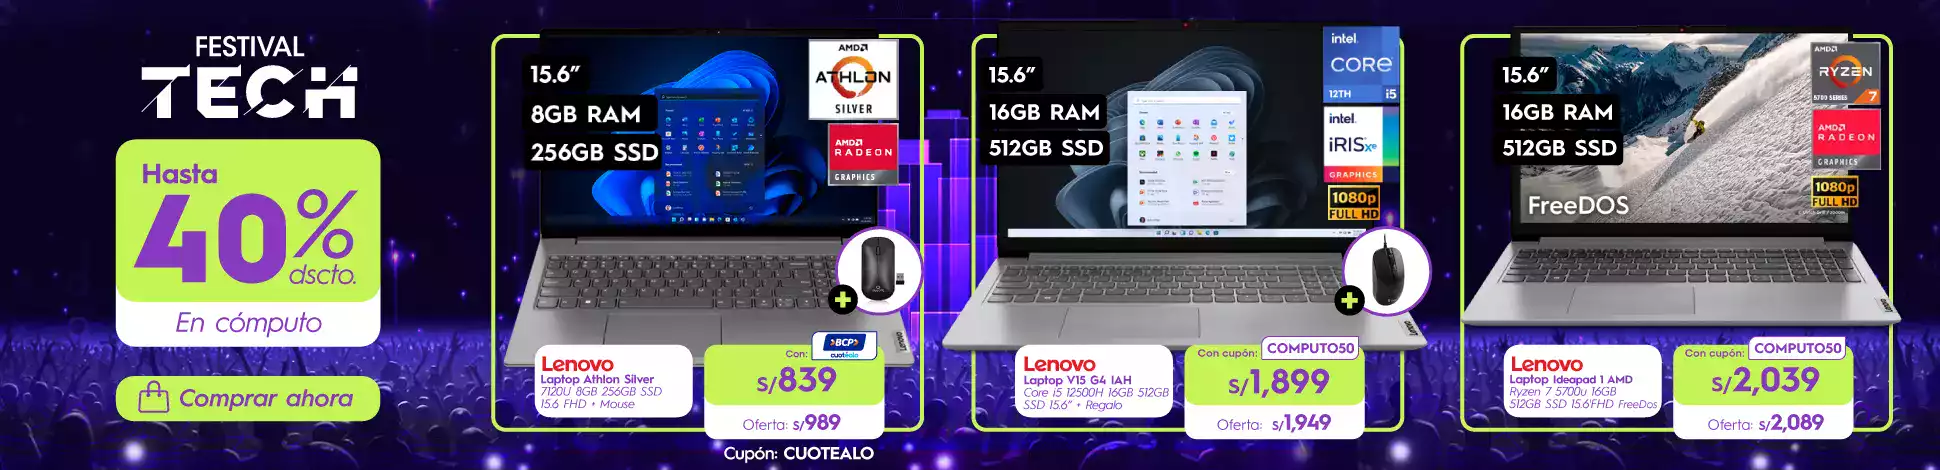 FESTIVAL
TECH
Hasta
40%
dscto.
En cómputo
Comprar ahora
15.6”
8GB RAM
256GB SSD
AMD
ATHLON
SILVER
AMD
RADEON
GRAPHICS
Lenovo
Laptop Athlon Silver
7120U 8GB 256GB SSD
15.6 FHD + Mouse
Con:
BCP
cuotéalo
S/839
Oferta: S/989
Cupón: CUOTEALO
15.6”
16GB RAM
512GB SSD
intel
CORE
12TH i5
intel
iRISxe
GRAPHICS
1080p
FULL HD
Lenovo
Laptop V15 G4 IAH
Core i5 12500H 16GB 512GB
SSD 15.6” + Regalo
Con cupón: COMPUTO50
S/1,899
Oferta: S/1,949
15.6”
16GB RAM
512GB SSD
FreeDOS
AMD
RYZEN
5700 SERIES 7
AMD
RADEON
GRAPHICS
1080p
FULL HD
Lenovo
Laptop Ideapad 1 AMD
Ryzen 7 5700u 16GB
512GB SSD 15.6'FHD FreeDos
Con cupón: COMPUTO50
S/2,039
Oferta: S/2,089